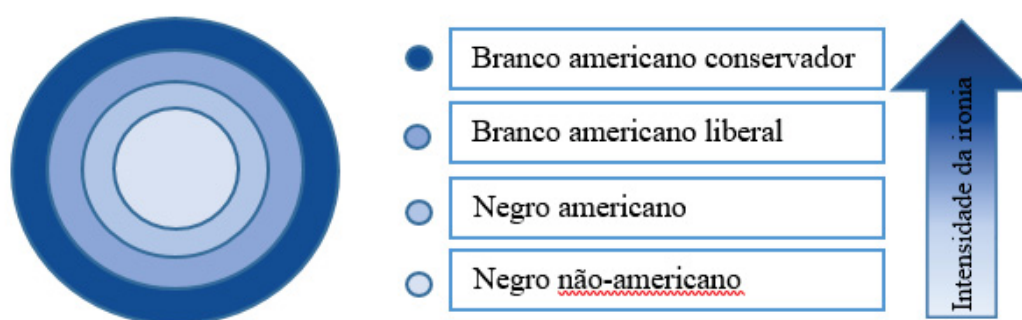 Branco americano conservador
Branco americano liberal
Negro americano
Negro não-americano
Intensidade da ironia